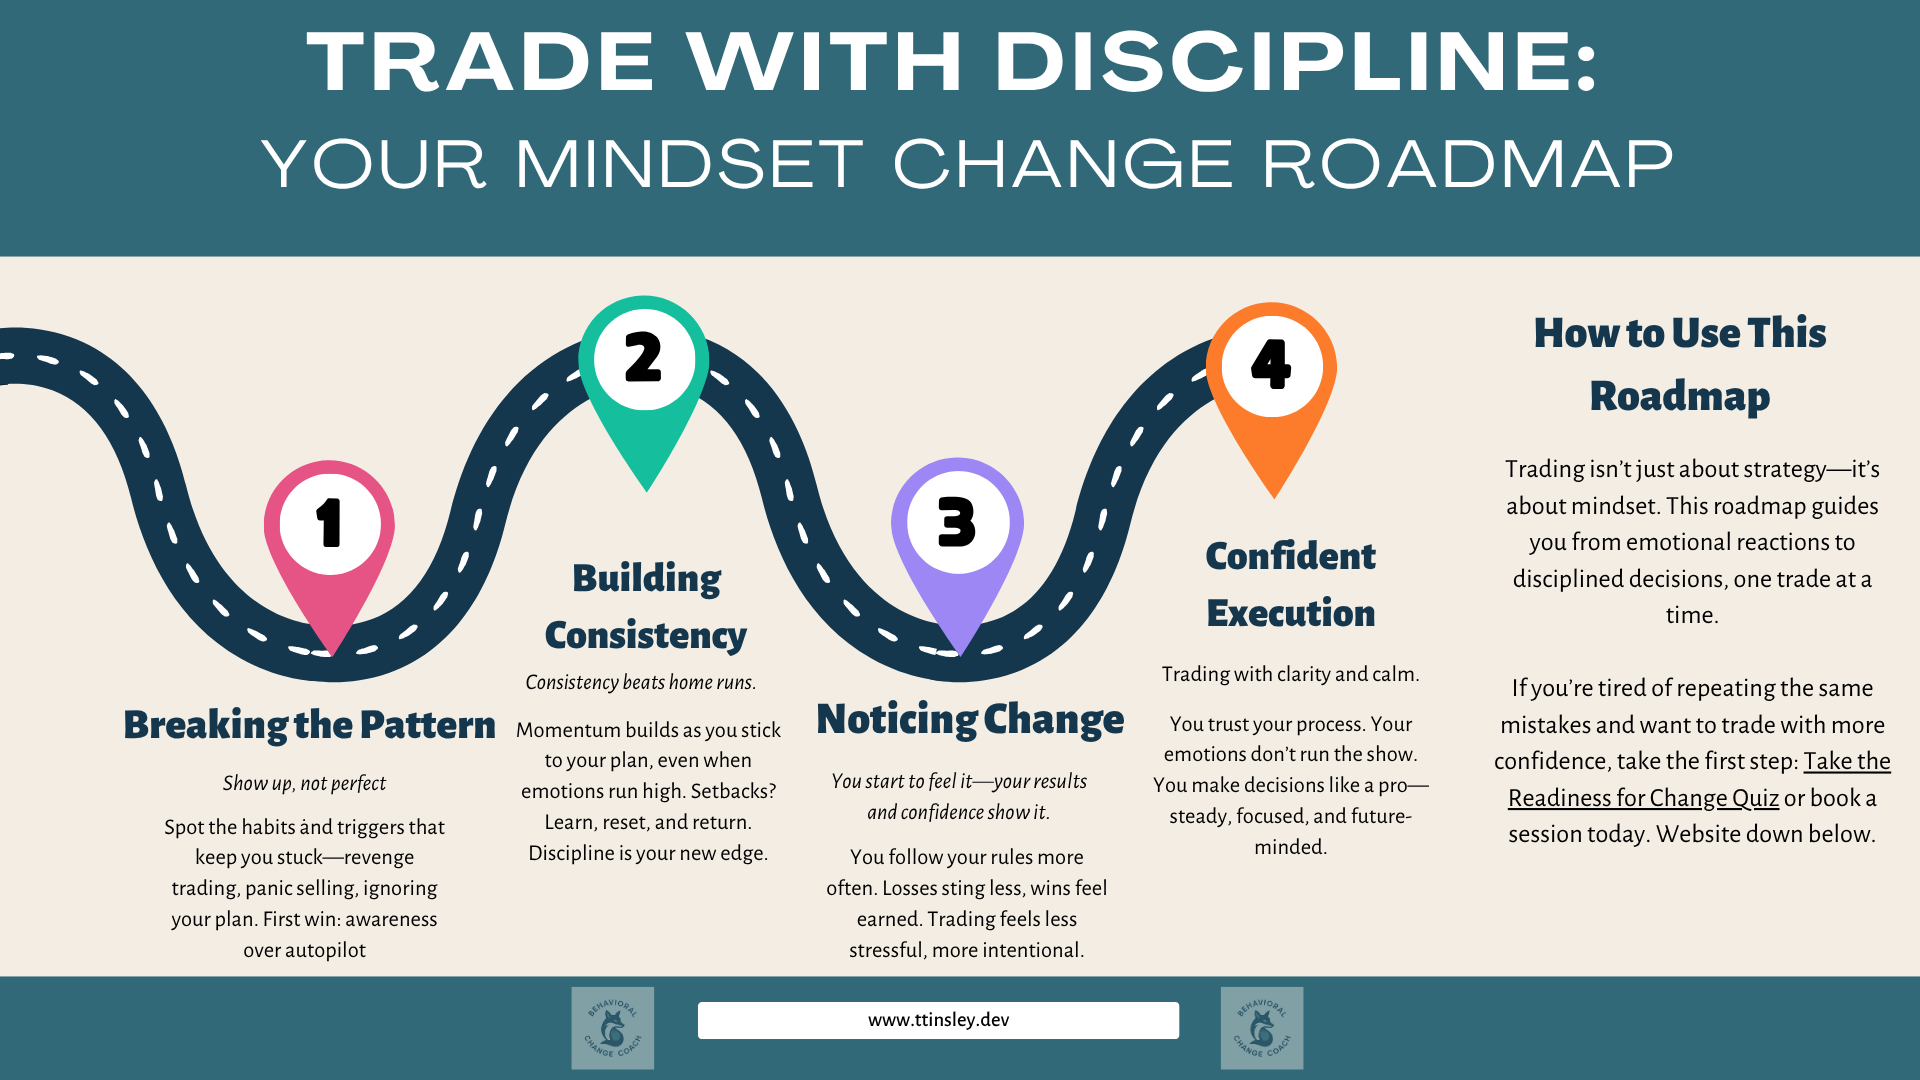 TRADE WITH DISCIPLINE:
YOUR MINDSET CHANGE ROADMAP
1
Breaking the Pattern
Show up, not perfect
Spot the habits and triggers that
keep you stuck—revenge
trading, panic selling, ignoring
your plan. First win: awareness
over autopilot
2
Building
Consistency
Consistency beats home runs.
Momentum builds as you stick
to your plan, even when
emotions run high. Setbacks?
Learn, reset, and return.
Discipline is your new edge.
3
Noticing Change
You start to feel it—your results
and confidence show it.
You follow your rules more
often. Losses sting less, wins feel
earned. Trading feels less
stressful, more intentional.
4
Confident
Execution
Trading with clarity and calm.
You trust your process. Your
emotions don’t run the show.
You make decisions like a pro—
steady, focused, and future-
minded.
How to Use This
Roadmap
Trading isn’t just about strategy—it’s
about mindset. This roadmap guides
you from emotional reactions to
disciplined decisions, one trade at a
time.
If you’re tired of repeating the same
mistakes and want to trade with more
confidence, take the first step: Take the
Readiness for Change Quiz or book a
session today. Website down below.
BEHAVIORAL
CHANGE COACH
www.ttinsley.dev
BEHAVIORAL
CHANGE COACH